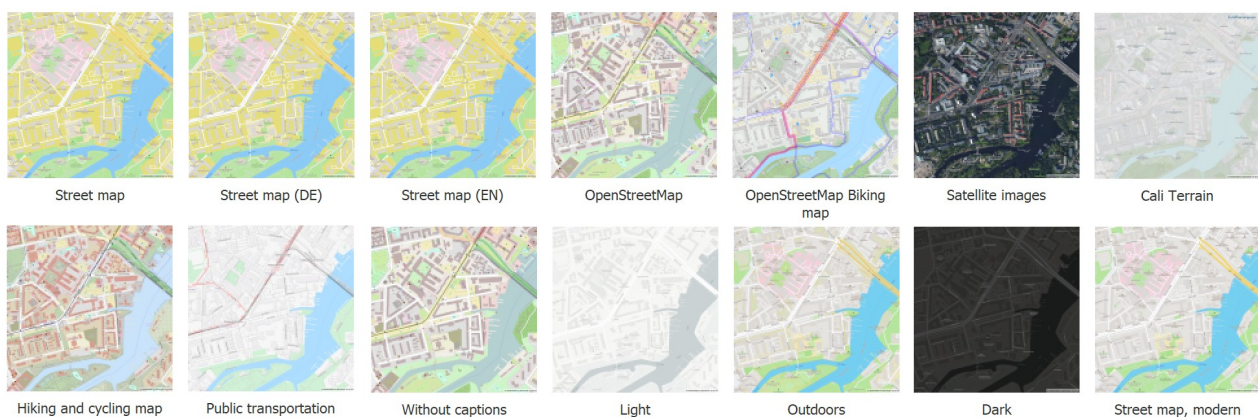 Street map
Street map (DE)
Street map (EN)
OpenStreetMap
OpenStreetMap Biking
map
Satellite images
Cali Terrain
Hiking and cycling map
Public transportation
Without captions
Light
Outdoors
Dark
Street map, modern